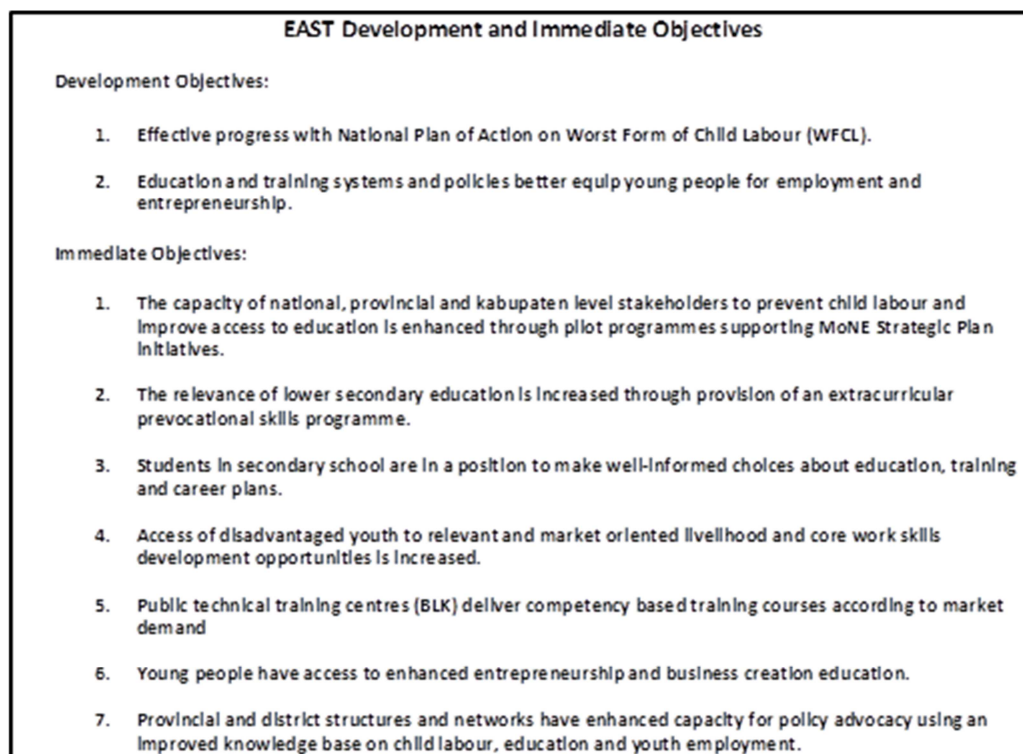 EAST Development and Immediate Objectives
Development Objectives:
1. Effective progress with National Plan of Action on Worst Form of Child Labour (WFCL).
2. Education and training systems and policies better equip young people for employment and
entrepreneurship.
Immediate Objectives:
1. The capacity of national, provincial and kabupaten level stakeholders to prevent child labour and
improve access to education is enhanced through pilot programmes supporting MoNE Strategic Plan
initiatives.
2. The relevance of lower secondary education is increased through provision of an extracurricular
prevocational skills programme.
3. Students in secondary school are in a position to make well-informed choices about education, training
and career plans.
4. Access of disadvantaged youth to relevant and market oriented livelihood and core work skills
development opportunities is increased.
5. Public technical training centres (BLK) deliver competency based training courses according to market
demand
6. Young people have access to enhanced entrepreneurship and business creation education.
7. Provincial and district structures and networks have enhanced capacity for policy advocacy using an
improved knowledge base on child labour, education and youth employment.